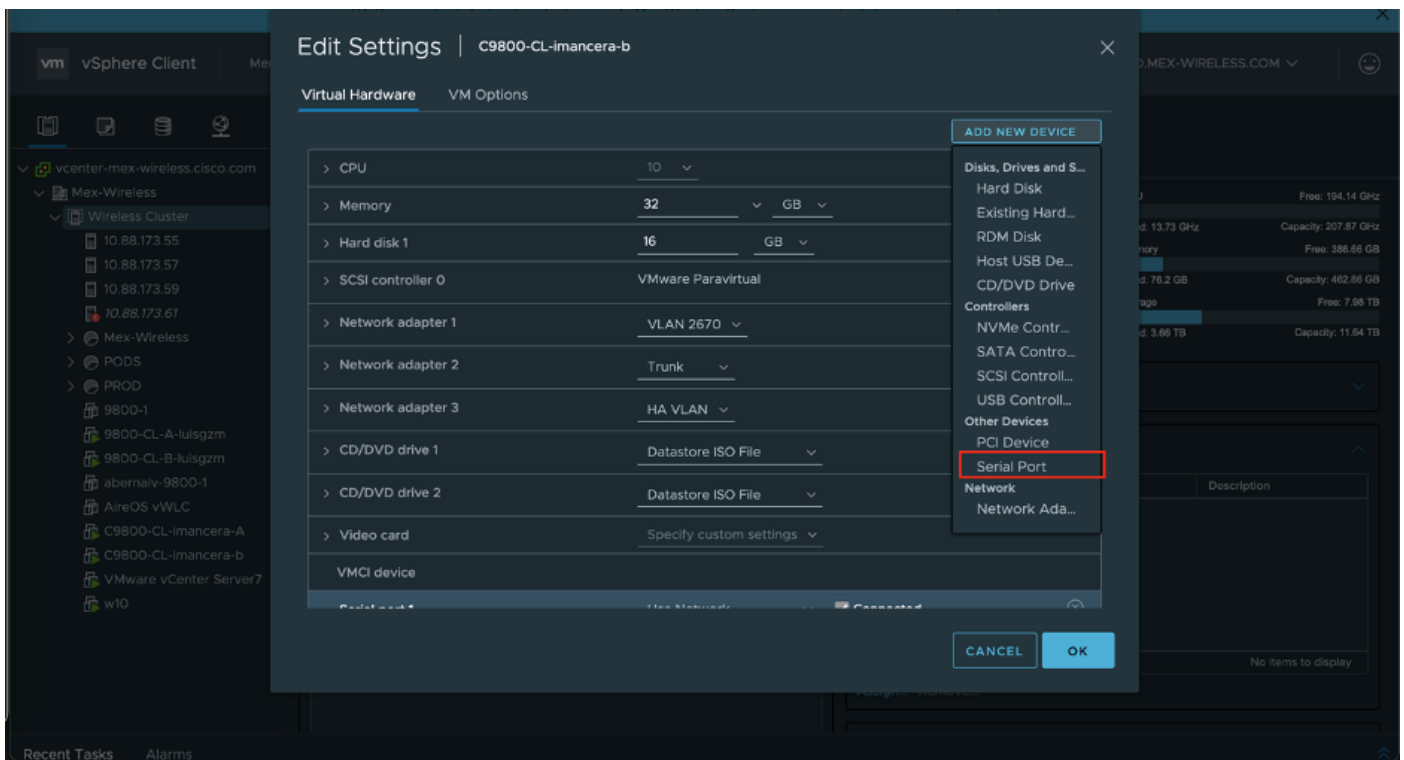 Edit Settings | C9800-CL-imancera-b
vm vSphere Client
.MEX-WIRELESS.COM
Virtual Hardware VM Options
ADD NEW DEVICE
vcenter-mex-wireless.cisco.com
Mex-Wireless
Wireless Cluster
10.88.173.55
10.88.173.57
10.88.173.59
10.88.173.61
Mex-Wireless
PODS
PROD
9800-1
9800-CL-A-luisgzm
9800-CL-B-luisgzm
abernalv-9800-1
AireOS vWLC
C9800-CL-imancera-A
C9800-CL-imancera-b
VMware vCenter Server7
w10
CPU 10
Memory 32 GB
Hard disk 1 16 GB
SCSI controller 0 VMware Paravirtual
Network adapter 1 VLAN 2670
Network adapter 2 Trunk
Network adapter 3 HA VLAN
CD/DVD drive 1 Datastore ISO File
CD/DVD drive 2 Datastore ISO File
Video card Specify custom settings
VMCI device
Serial port 1 Use Network Connected
Disks, Drives and S...
Hard Disk
Existing Hard...
RDM Disk
Host USB De...
CD/DVD Drive
Controllers
NVMe Contr...
SATA Contro...
SCSI Controll...
USB Controll...
Other Devices
PCI Device
Serial Port
Network
Network Ada...
Free: 194.14 GHz
d: 13.73 GHz Capacity: 207.87 GHz
nory Free: 386.66 GB
d: 76.2 GB Capacity: 462.86 GB
rage Free: 7.98 TB
d: 3.66 TB Capacity: 11.64 TB
Description
No items to display
CANCEL OK
Recent Tasks Alarms